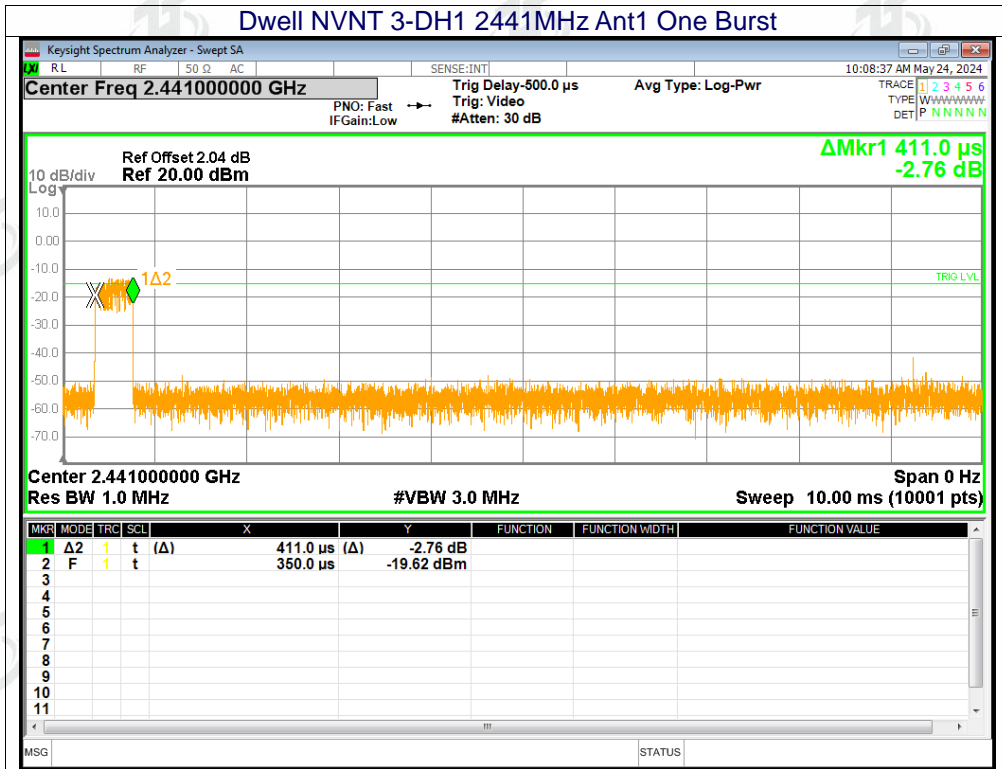 Dwell NVNT 3-DH1 2441MHz Ant1 One Burst
Keysight Spectrum Analyzer - Swept SA
LXI RL RF 50 Ω AC SENSE:INT 10:08:37 AM May 24, 2024
Center Freq 2.441000000 GHz
PNO: Fast
IFGain:Low
Trig Delay-500.0 µs
Trig: Video
#Atten: 30 dB
Avg Type: Log-Pwr
TRACE 1 2 3 4 5 6
TYPE WWWWWWW
DET P N N N N N
ΔMkr1 411.0 µs
-2.76 dB
Ref Offset 2.04 dB
10 dB/div Ref 20.00 dBm
Log
10.0
0.00
-10.0
1Δ2
TRIG LVL
-20.0
-30.0
-40.0
-50.0
-60.0
-70.0
Center 2.441000000 GHz Span 0 Hz
Res BW 1.0 MHz #VBW 3.0 MHz Sweep 10.00 ms (10001 pts)
MKR MODE TRC SCL X Y FUNCTION FUNCTION WIDTH FUNCTION VALUE
1 Δ2 1 t (Δ) 411.0 µs (Δ) -2.76 dB
2 F 1 t 350.0 µs -19.62 dBm
3
4
5
6
7
8
9
10
11
MSG STATUS